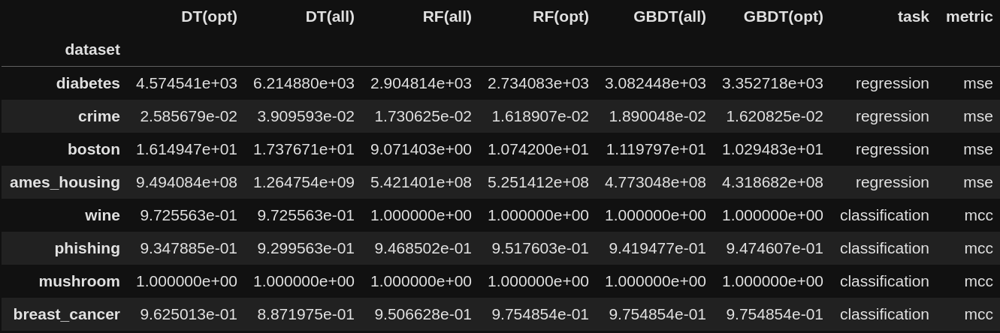 DT(opt) DT(all) RF(all) RF(opt) GBDT(all) GBDT(opt) task metric
dataset
diabetes 4.574541e+03 6.214880e+03 2.904814e+03 2.734083e+03 3.082448e+03 3.352718e+03 regression mse
crime 2.585679e-02 3.909593e-02 1.730625e-02 1.618907e-02 1.890048e-02 1.620825e-02 regression mse
boston 1.614947e+01 1.737671e+01 9.071403e+00 1.074200e+01 1.119797e+01 1.029483e+01 regression mse
ames_housing 9.494084e+08 1.264754e+09 5.421401e+08 5.251412e+08 4.773048e+08 4.318682e+08 regression mse
wine 9.725563e-01 9.725563e-01 1.000000e+00 1.000000e+00 1.000000e+00 1.000000e+00 classification mcc
phishing 9.347885e-01 9.299563e-01 9.468502e-01 9.517603e-01 9.419477e-01 9.474607e-01 classification mcc
mushroom 1.000000e+00 1.000000e+00 1.000000e+00 1.000000e+00 1.000000e+00 1.000000e+00 classification mcc
breast_cancer 9.625013e-01 8.871975e-01 9.506628e-01 9.754854e-01 9.754854e-01 9.754854e-01 classification mcc